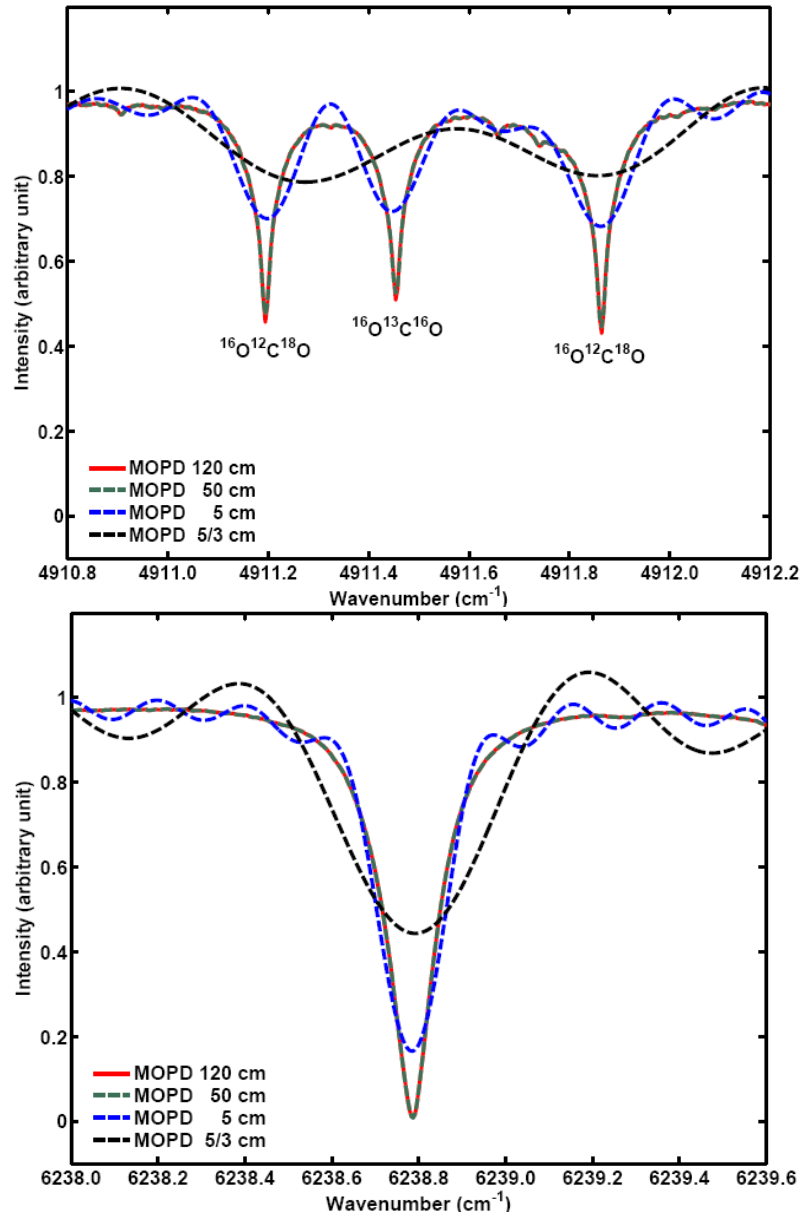 1
0.8
0.6
0.4
0.2
0
Intensity (arbitrary unit)
¹⁶O¹²C¹⁸O
¹⁶O¹³C¹⁶O
¹⁶O¹²C¹⁸O
MOPD 120 cm
MOPD 50 cm
MOPD 5 cm
MOPD 5/3 cm
4910.8 4911.0 4911.2 4911.4 4911.6 4911.8 4912.0 4912.2
Wavenumber (cm⁻¹)
1
0.8
0.6
0.4
0.2
0
Intensity (arbitrary unit)
MOPD 120 cm
MOPD 50 cm
MOPD 5 cm
MOPD 5/3 cm
6238.0 6238.2 6238.4 6238.6 6238.8 6239.0 6239.2 6239.4 6239.6
Wavenumber (cm⁻¹)